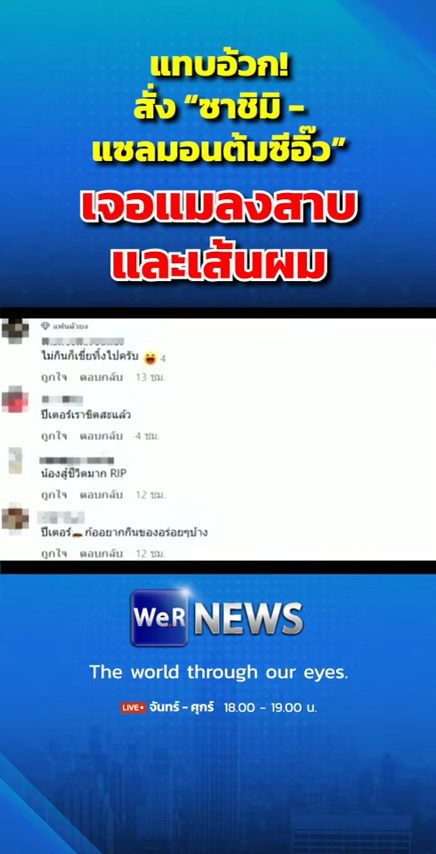 แทบอ้วก!
สั่ง “ซาชิมิ -
แซลมอนต้มซีอิ๊ว”
เจอแมลงสาบ
และเส้นผม
แฟนตัวยง
ไม่กินก็เขี่ยทิ้งไปครับ 4
ถูกใจ ตอบกลับ 13 ชม.
ปีเตอร์เราซิดสะแล้ว
ถูกใจ ตอบกลับ 4 ชม.
น้องสู้ชีวิตมาก RIP
ถูกใจ ตอบกลับ 12 ชม.
ปีเตอร์ ก้ออยากกินของอร่อยๆบ้าง
ถูกใจ ตอบกลับ 12 ชม.
WeR NEWS
The world through our eyes.
LIVE จันทร์ - ศุกร์ 18.00 - 19.00 น.